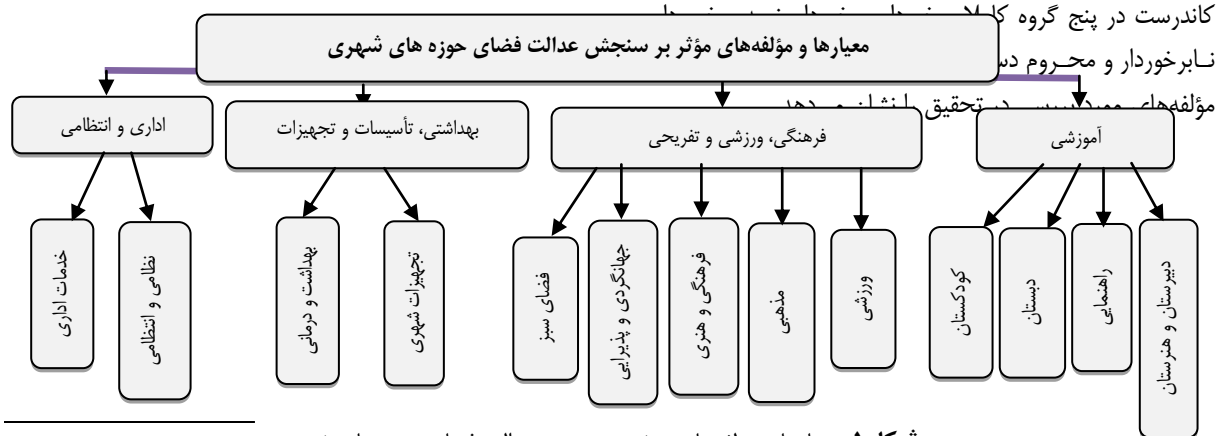 کاندرست در پنج گروه
نـابرخوردار و محـروم
معیارها و مؤلفه‌های مؤثر بر سنجش عدالت فضای حوزه های شهری
آموزشی
فرهنگی، ورزشی و تفریحی
بهداشتی، تأسیسات و تجهیزات
اداری و انتظامی
دبیرستان و هنرستان
راهنمایی
دبستان
کودکستان
ورزشی
مذهبی
فرهنگی و هنری
جهانگردی و پذیرایی
فضای سبز
تجهیزات شهری
بهداشت و درمانی
نظامی و انتظامی
خدمات اداری